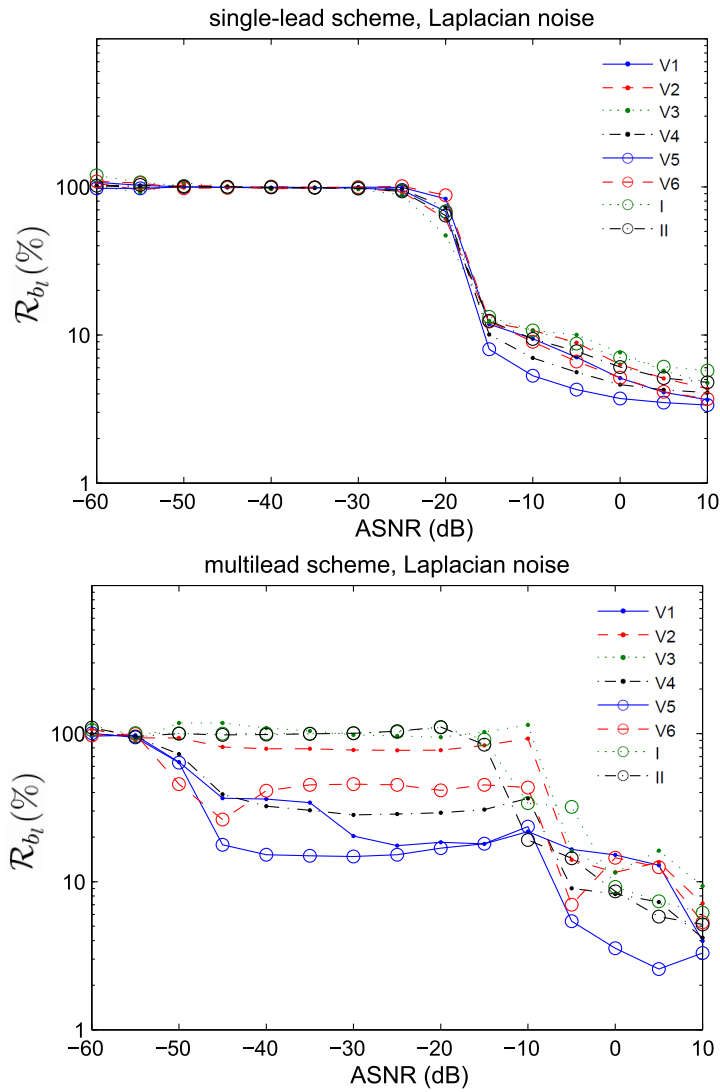 single-lead scheme, Laplacian noise
V1
V2
V3
V4
V5
V6
I
II
100
10
1
R_{b_l}(%)
−60 −50 −40 −30 −20 −10 0 10
ASNR (dB)
multilead scheme, Laplacian noise
V1
V2
V3
V4
V5
V6
I
II
100
10
1
R_{b_l}(%)
−60 −50 −40 −30 −20 −10 0 10
ASNR (dB)